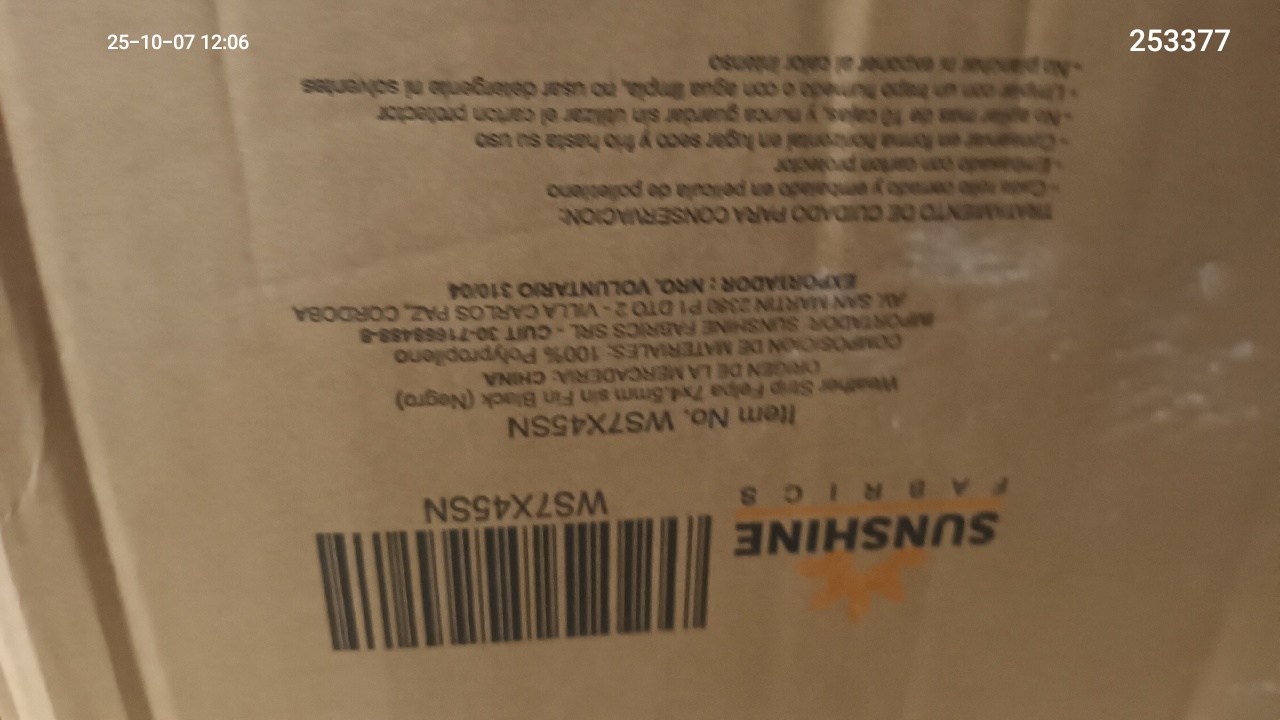 25-10-07 12:06
253377
SUNSHINE
FABRICS
WS7X45SN
Item No. WS7X45SN
Weather Strip Felpa 7x4.5mm sin Fin Black (Negro)
ORIGEN DE LA MERCADERIA: CHINA
COMPOSICION DE MATERIALES: 100% Polypropileno
IMPORTADOR: SUNSHINE FABRICS SRL - CUIT 30-71668488-8
AV. SAN MARTIN 2380 P1 DTO 2 - VILLA CARLOS PAZ, CORDOBA
EXPORTADOR : NRO. VOLUNTARIO 310/04
TRATAMIENTO DE CUIDADO PARA CONSERVACION:
- Cada rollo cerrado y embalado en pelicula de polietileno
- Embalado con carton protector
- Conservar en forma horizontal en lugar seco y frio hasta su uso
- No apilar mas de 10 cajas, y nunca guardar sin utilizar el carton protector
- Limpiar con un trapo humedo o con agua limpia, no usar detergente ni solventes
- No planchar ni exponer al calor intenso